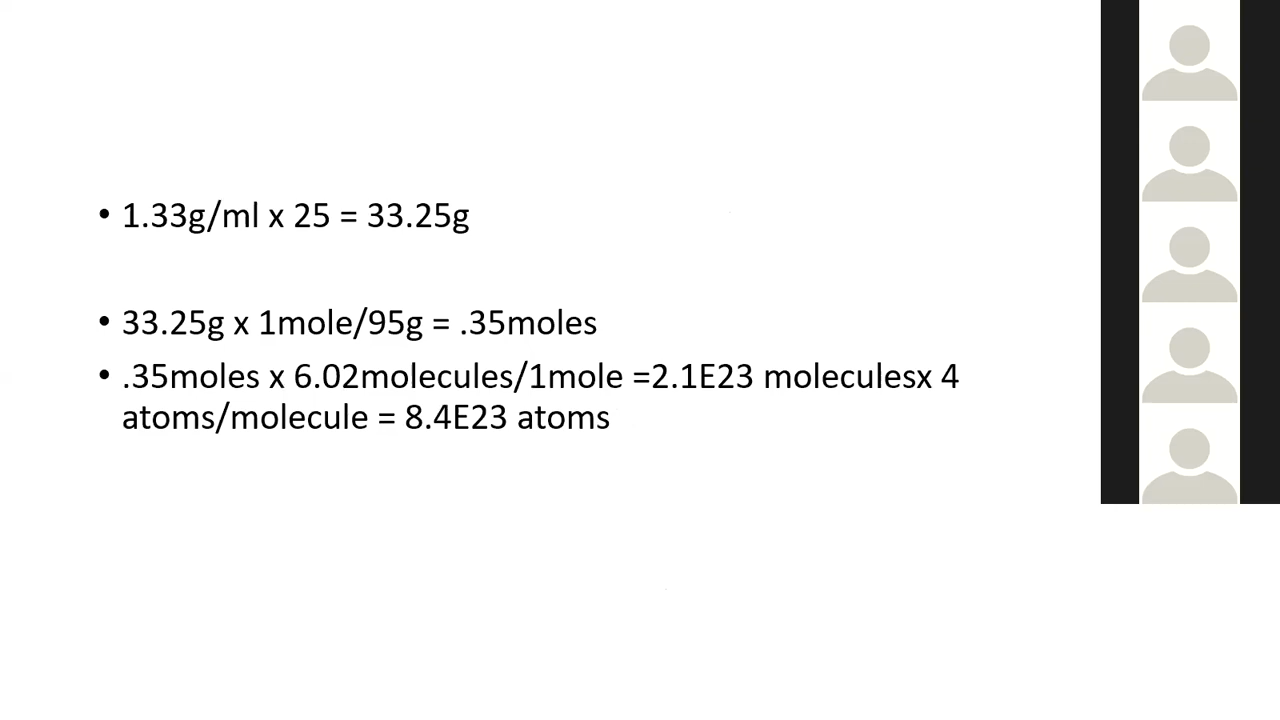 • 1.33g/ml x 25 = 33.25g
• 33.25g x 1mole/95g = .35moles
• .35moles x 6.02molecules/1mole =2.1E23 moleculesx 4
atoms/molecule = 8.4E23 atoms